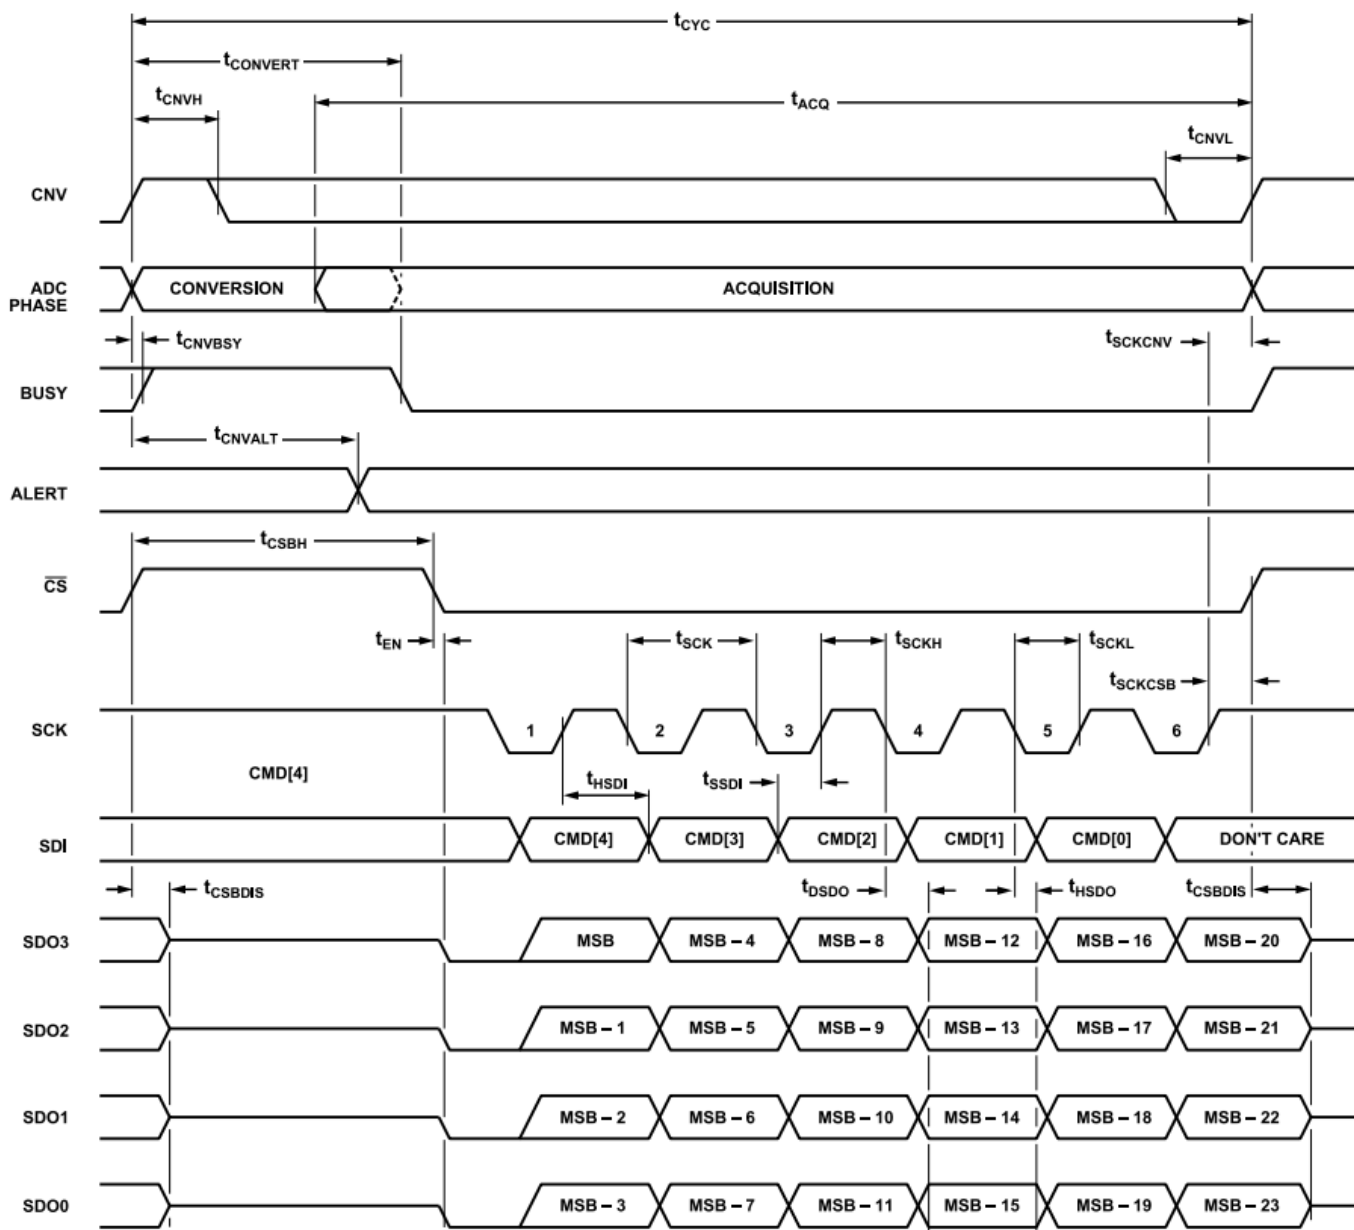 tCYC
tCONVERT
tCNVH
tACQ
tCNVL
CNV
ADC
PHASE
CONVERSION
ACQUISITION
tCNVBSY
tSCKCNV
BUSY
tCNVALT
ALERT
tCSBH
CS
tEN
tSCK
tSCKH
tSCKL
tSCKCSB
SCK
1 2 3 4 5 6
CMD[4]
tHSDI
tSSDI
SDI CMD[4] CMD[3] CMD[2] CMD[1] CMD[0] DON'T CARE
tCSBDIS tDSDO tHSDO tCSBDIS
SDO3 MSB MSB – 4 MSB – 8 MSB – 12 MSB – 16 MSB – 20
SDO2 MSB – 1 MSB – 5 MSB – 9 MSB – 13 MSB – 17 MSB – 21
SDO1 MSB – 2 MSB – 6 MSB – 10 MSB – 14 MSB – 18 MSB – 22
SDO0 MSB – 3 MSB – 7 MSB – 11 MSB – 15 MSB – 19 MSB – 23